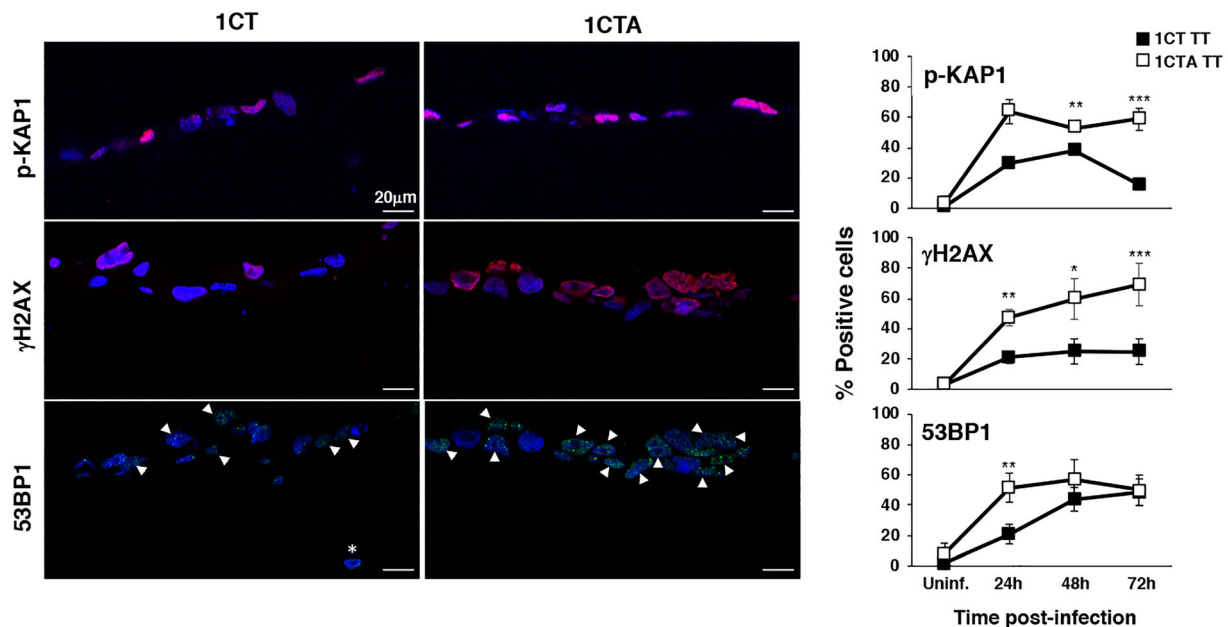 1CT
1CTA
p-KAP1
20μm
γH2AX
53BP1
*
1CT TT
1CTA TT
% Positive cells
100
80
60
40
20
0
p-KAP1
**
***
100
80
60
40
20
0
γH2AX
**
*
***
100
80
60
40
20
0
53BP1
**
Uninf. 24h 48h 72h
Time post-infection